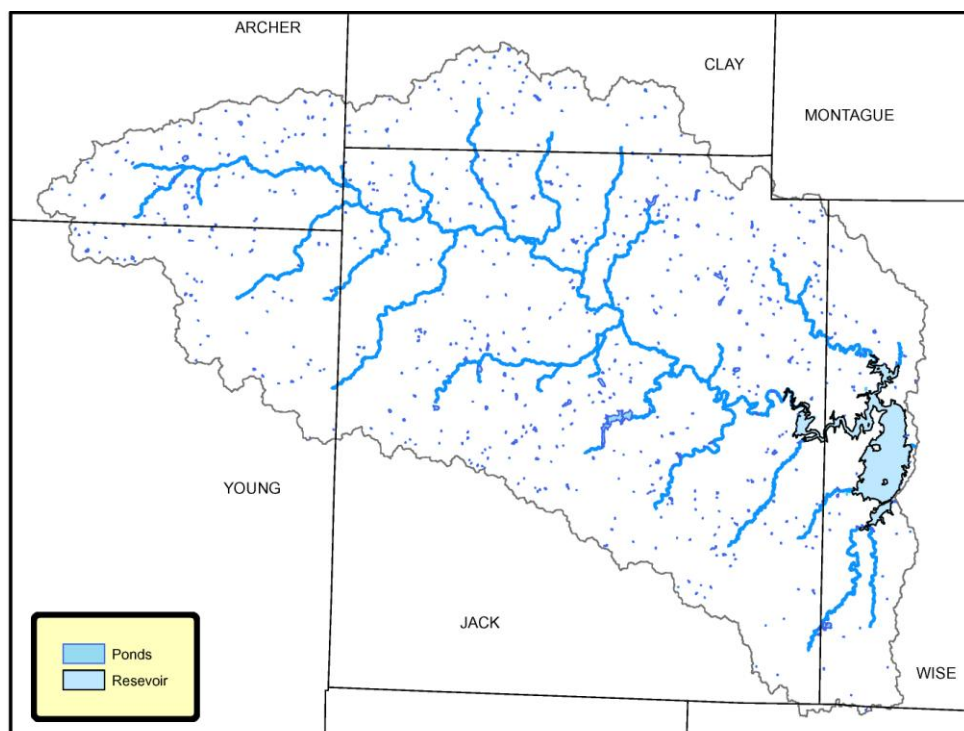 ARCHER
CLAY
MONTAGUE
YOUNG
JACK
WISE
Ponds
Resevoir